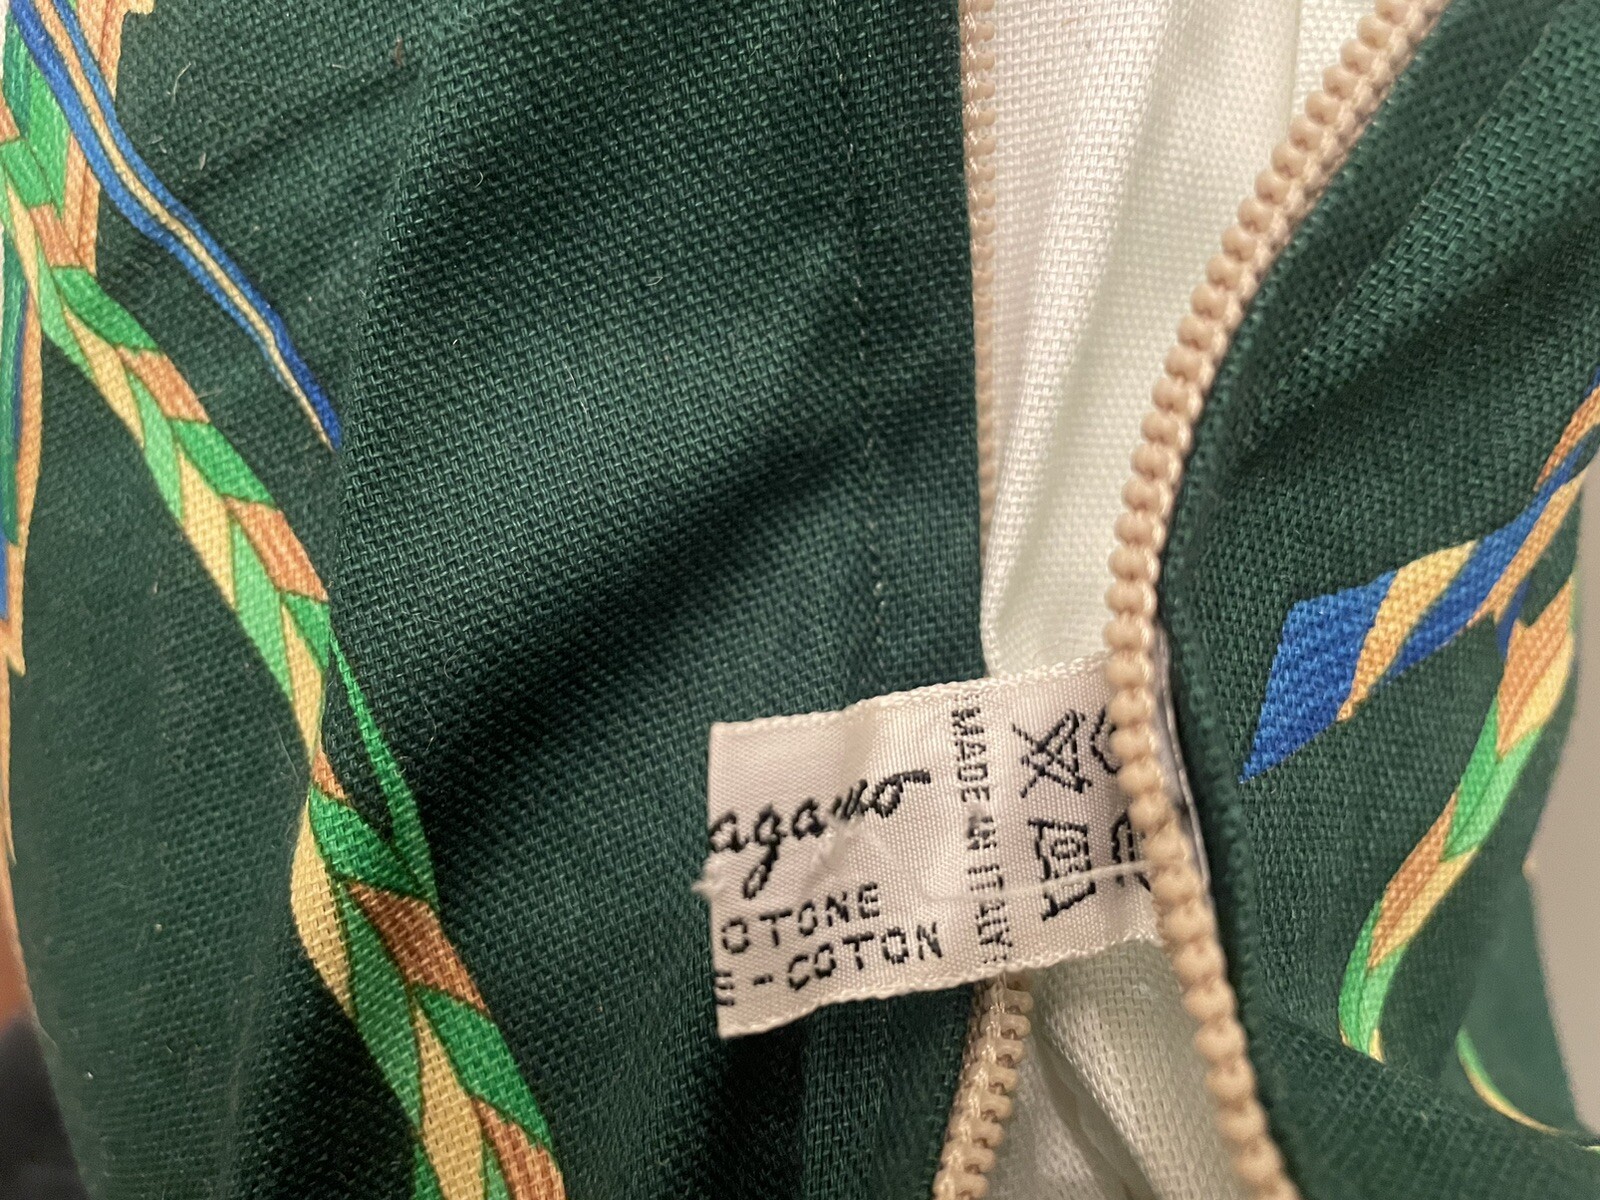 agamo
OTONE
E-COTON
MADE IN ITALY